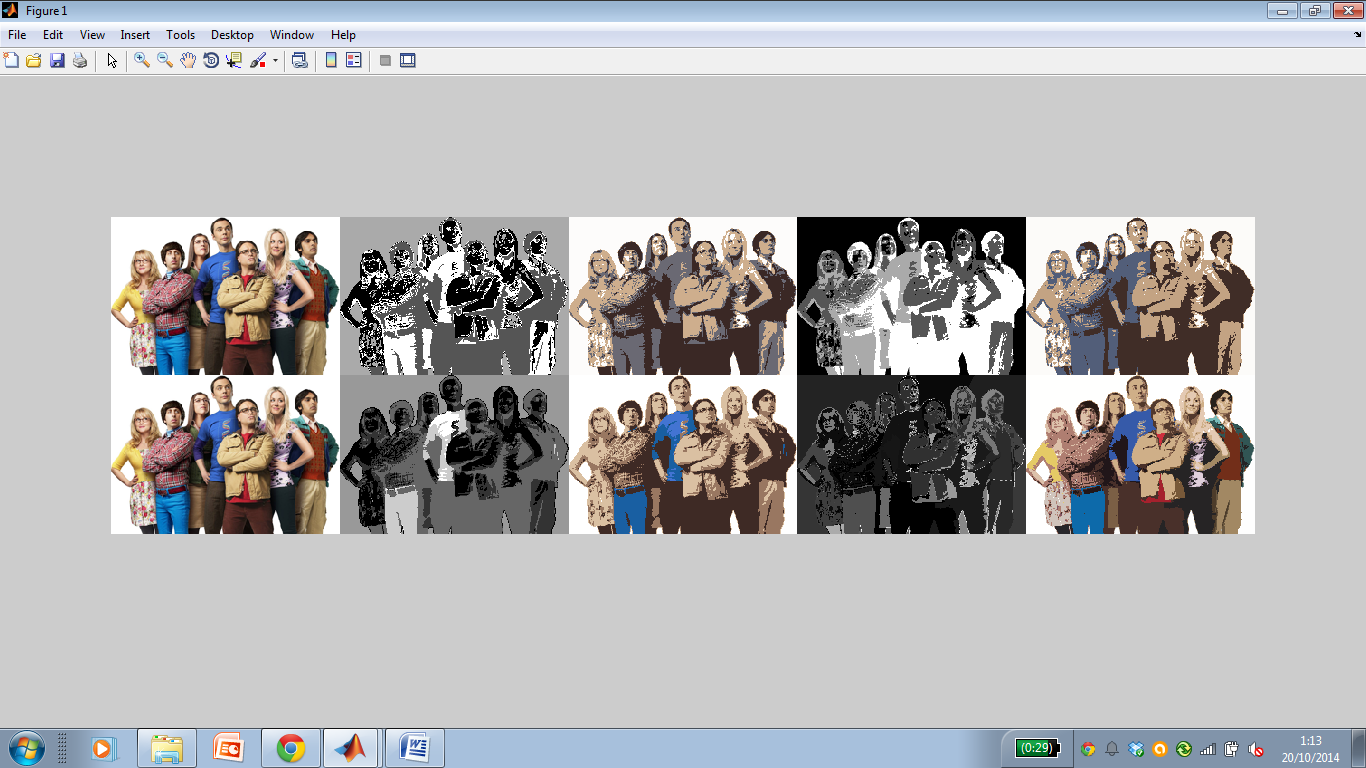 Figure 1
File Edit View Insert Tools Desktop Window Help
(0:29)
1:13
20/10/2014